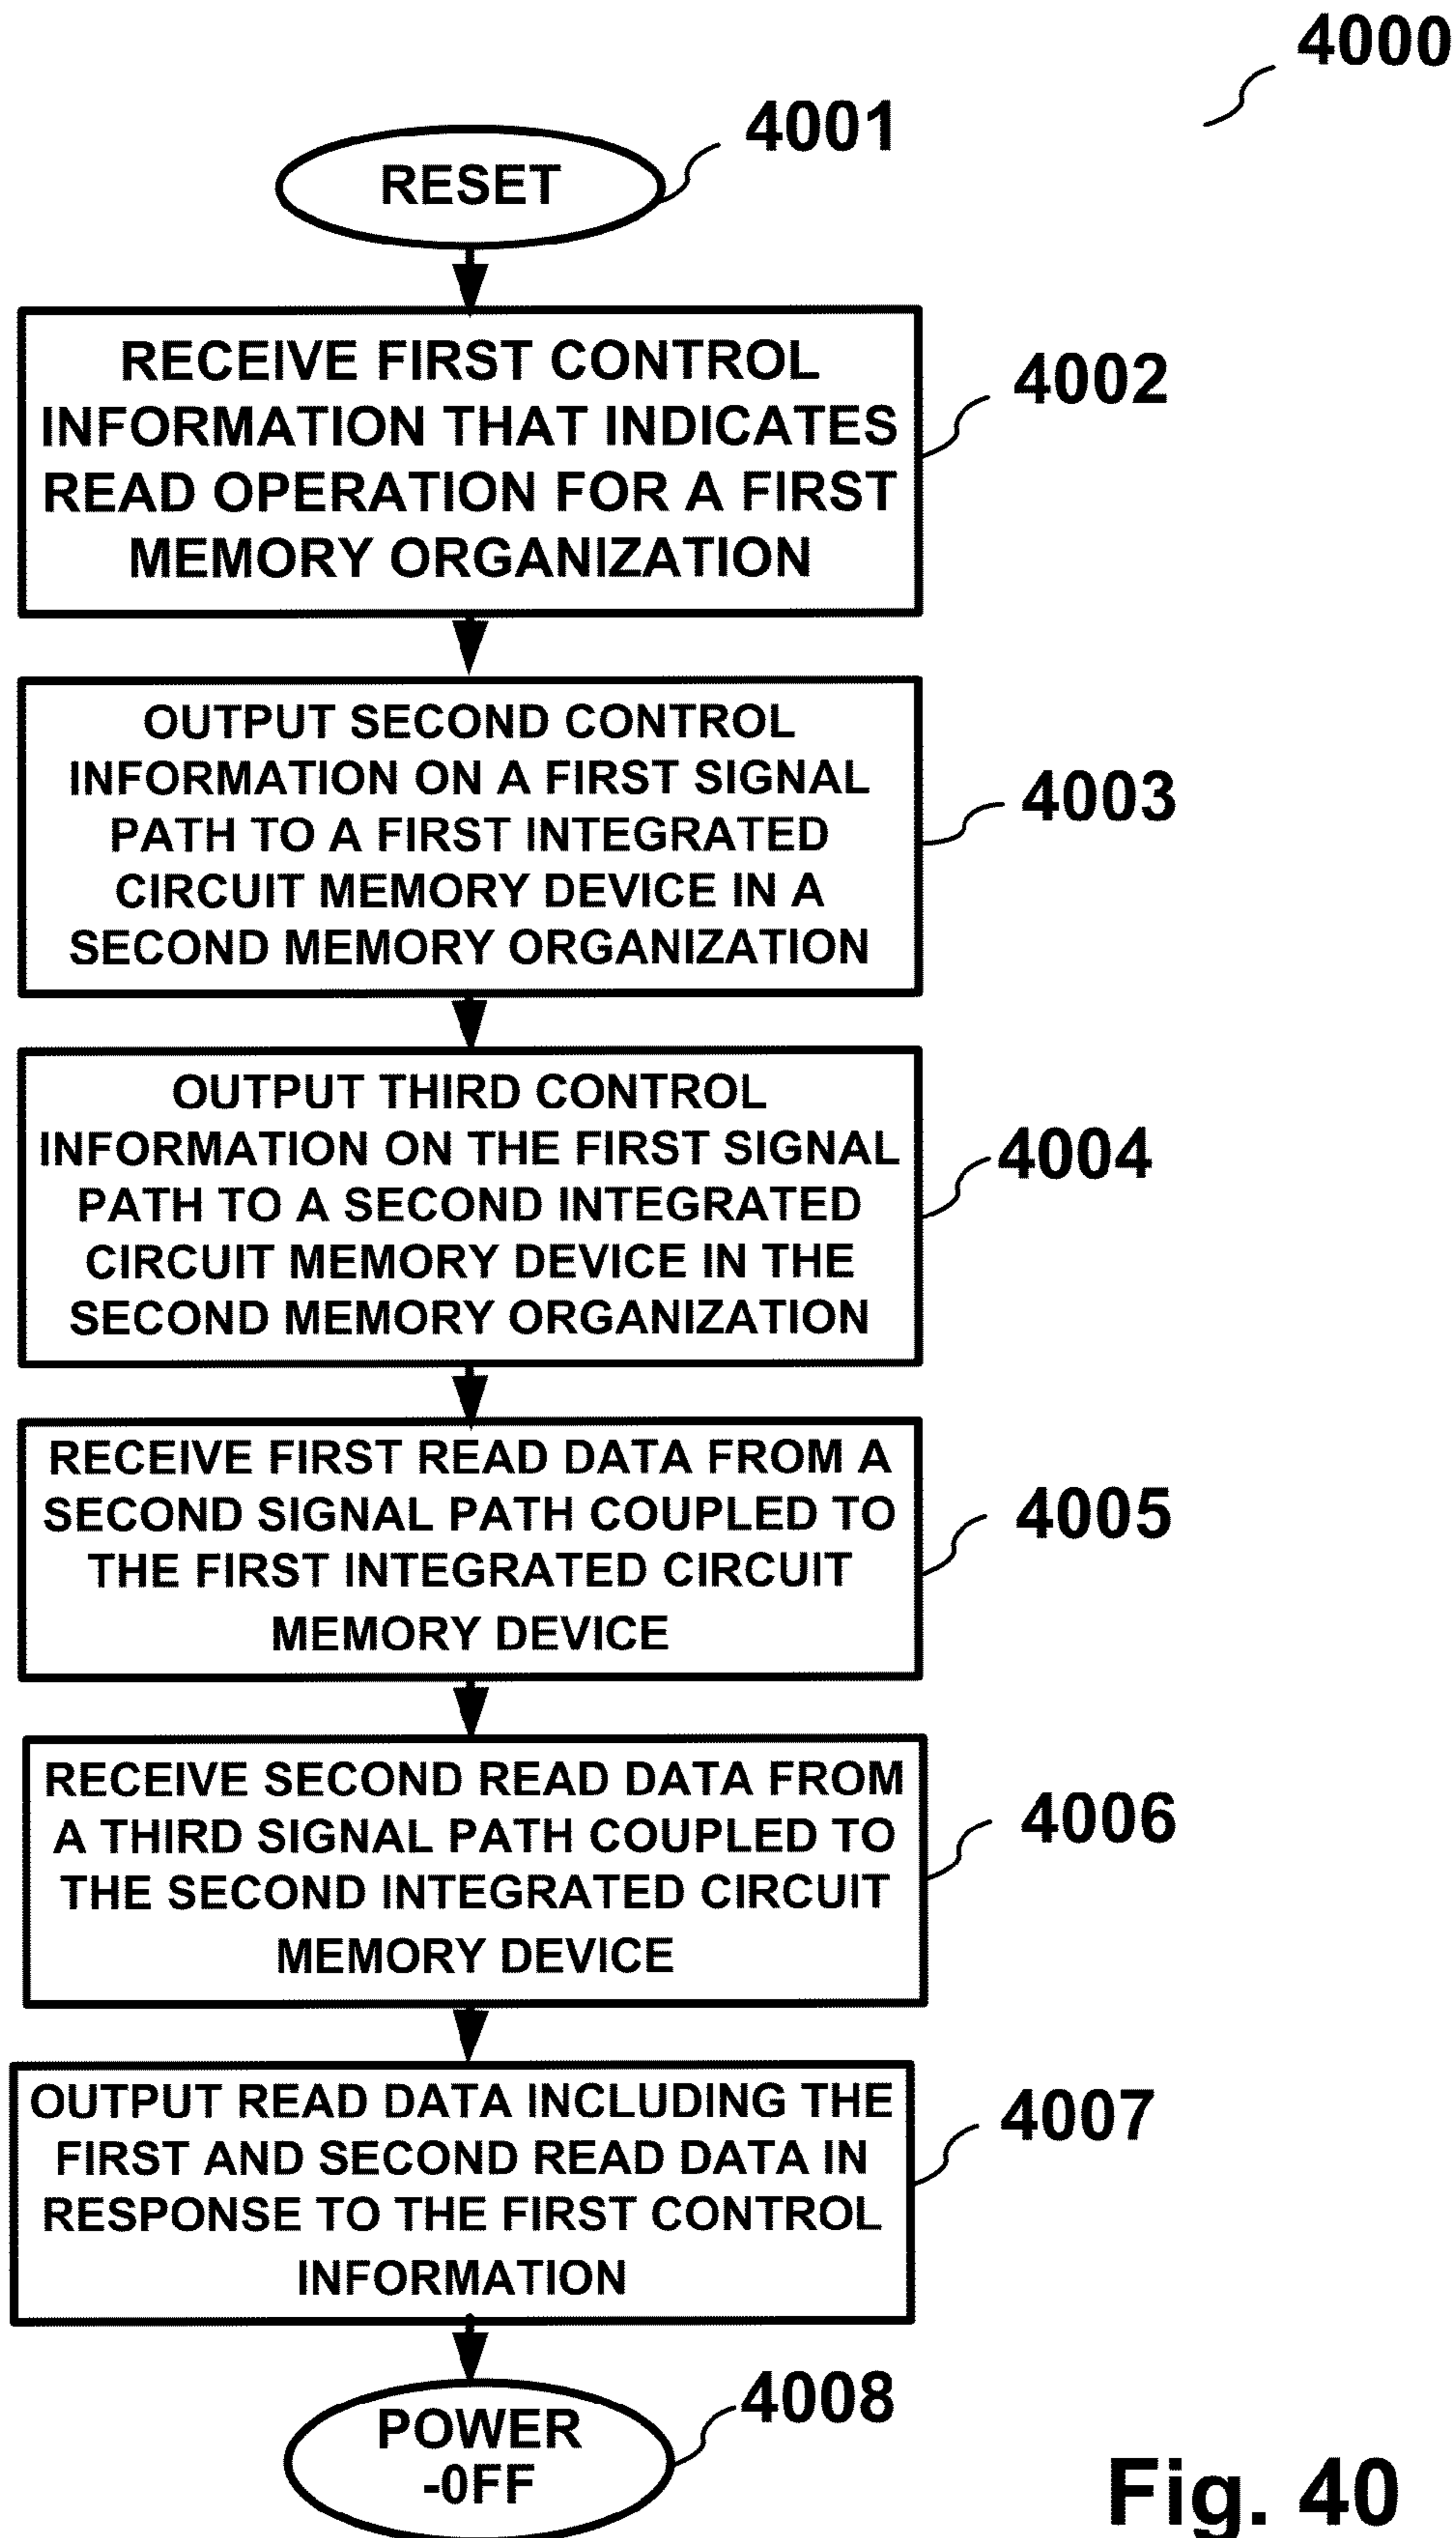 4000
4001
RESET
RECEIVE FIRST CONTROL
INFORMATION THAT INDICATES
READ OPERATION FOR A FIRST
MEMORY ORGANIZATION
4002
OUTPUT SECOND CONTROL
INFORMATION ON A FIRST SIGNAL
PATH TO A FIRST INTEGRATED
CIRCUIT MEMORY DEVICE IN A
SECOND MEMORY ORGANIZATION
4003
OUTPUT THIRD CONTROL
INFORMATION ON THE FIRST SIGNAL
PATH TO A SECOND INTEGRATED
CIRCUIT MEMORY DEVICE IN THE
SECOND MEMORY ORGANIZATION
4004
RECEIVE FIRST READ DATA FROM A
SECOND SIGNAL PATH COUPLED TO
THE FIRST INTEGRATED CIRCUIT
MEMORY DEVICE
4005
RECEIVE SECOND READ DATA FROM
A THIRD SIGNAL PATH COUPLED TO
THE SECOND INTEGRATED CIRCUIT
MEMORY DEVICE
4006
OUTPUT READ DATA INCLUDING THE
FIRST AND SECOND READ DATA IN
RESPONSE TO THE FIRST CONTROL
INFORMATION
4007
POWER
-0FF
4008
Fig. 40